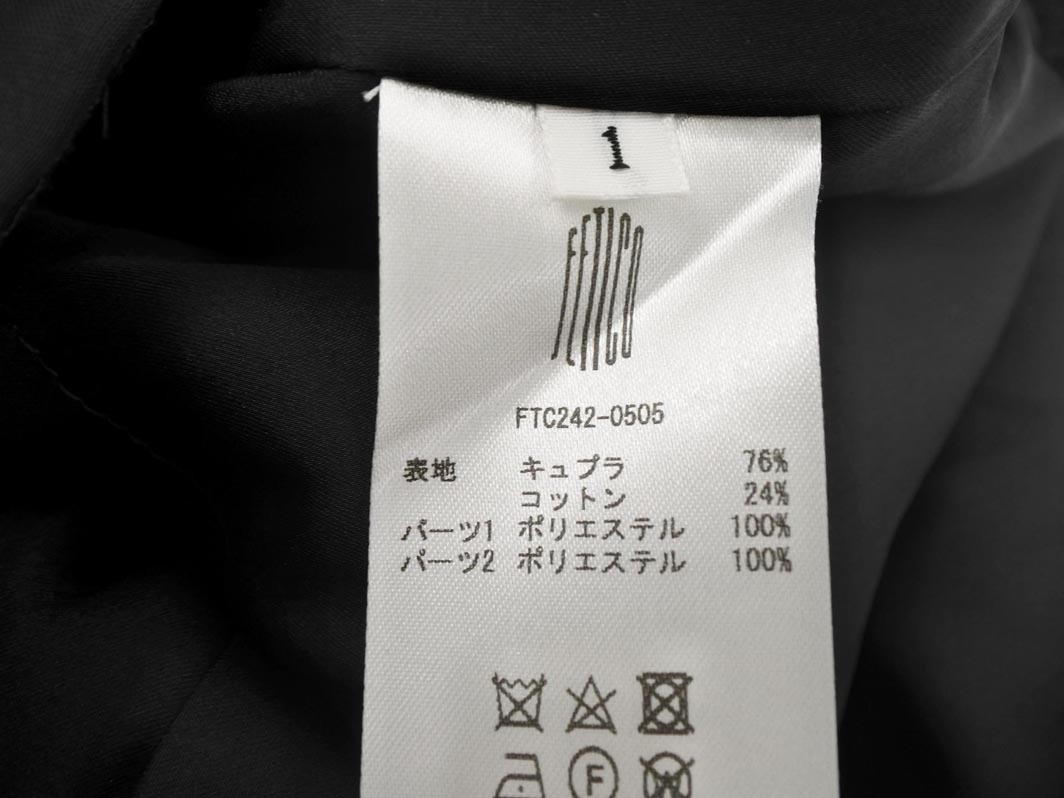 1
FETICO
FTC242-0505
表地 キュプラ 76%
コットン 24%
パーツ1 ポリエステル 100%
パーツ2 ポリエステル 100%
F
W